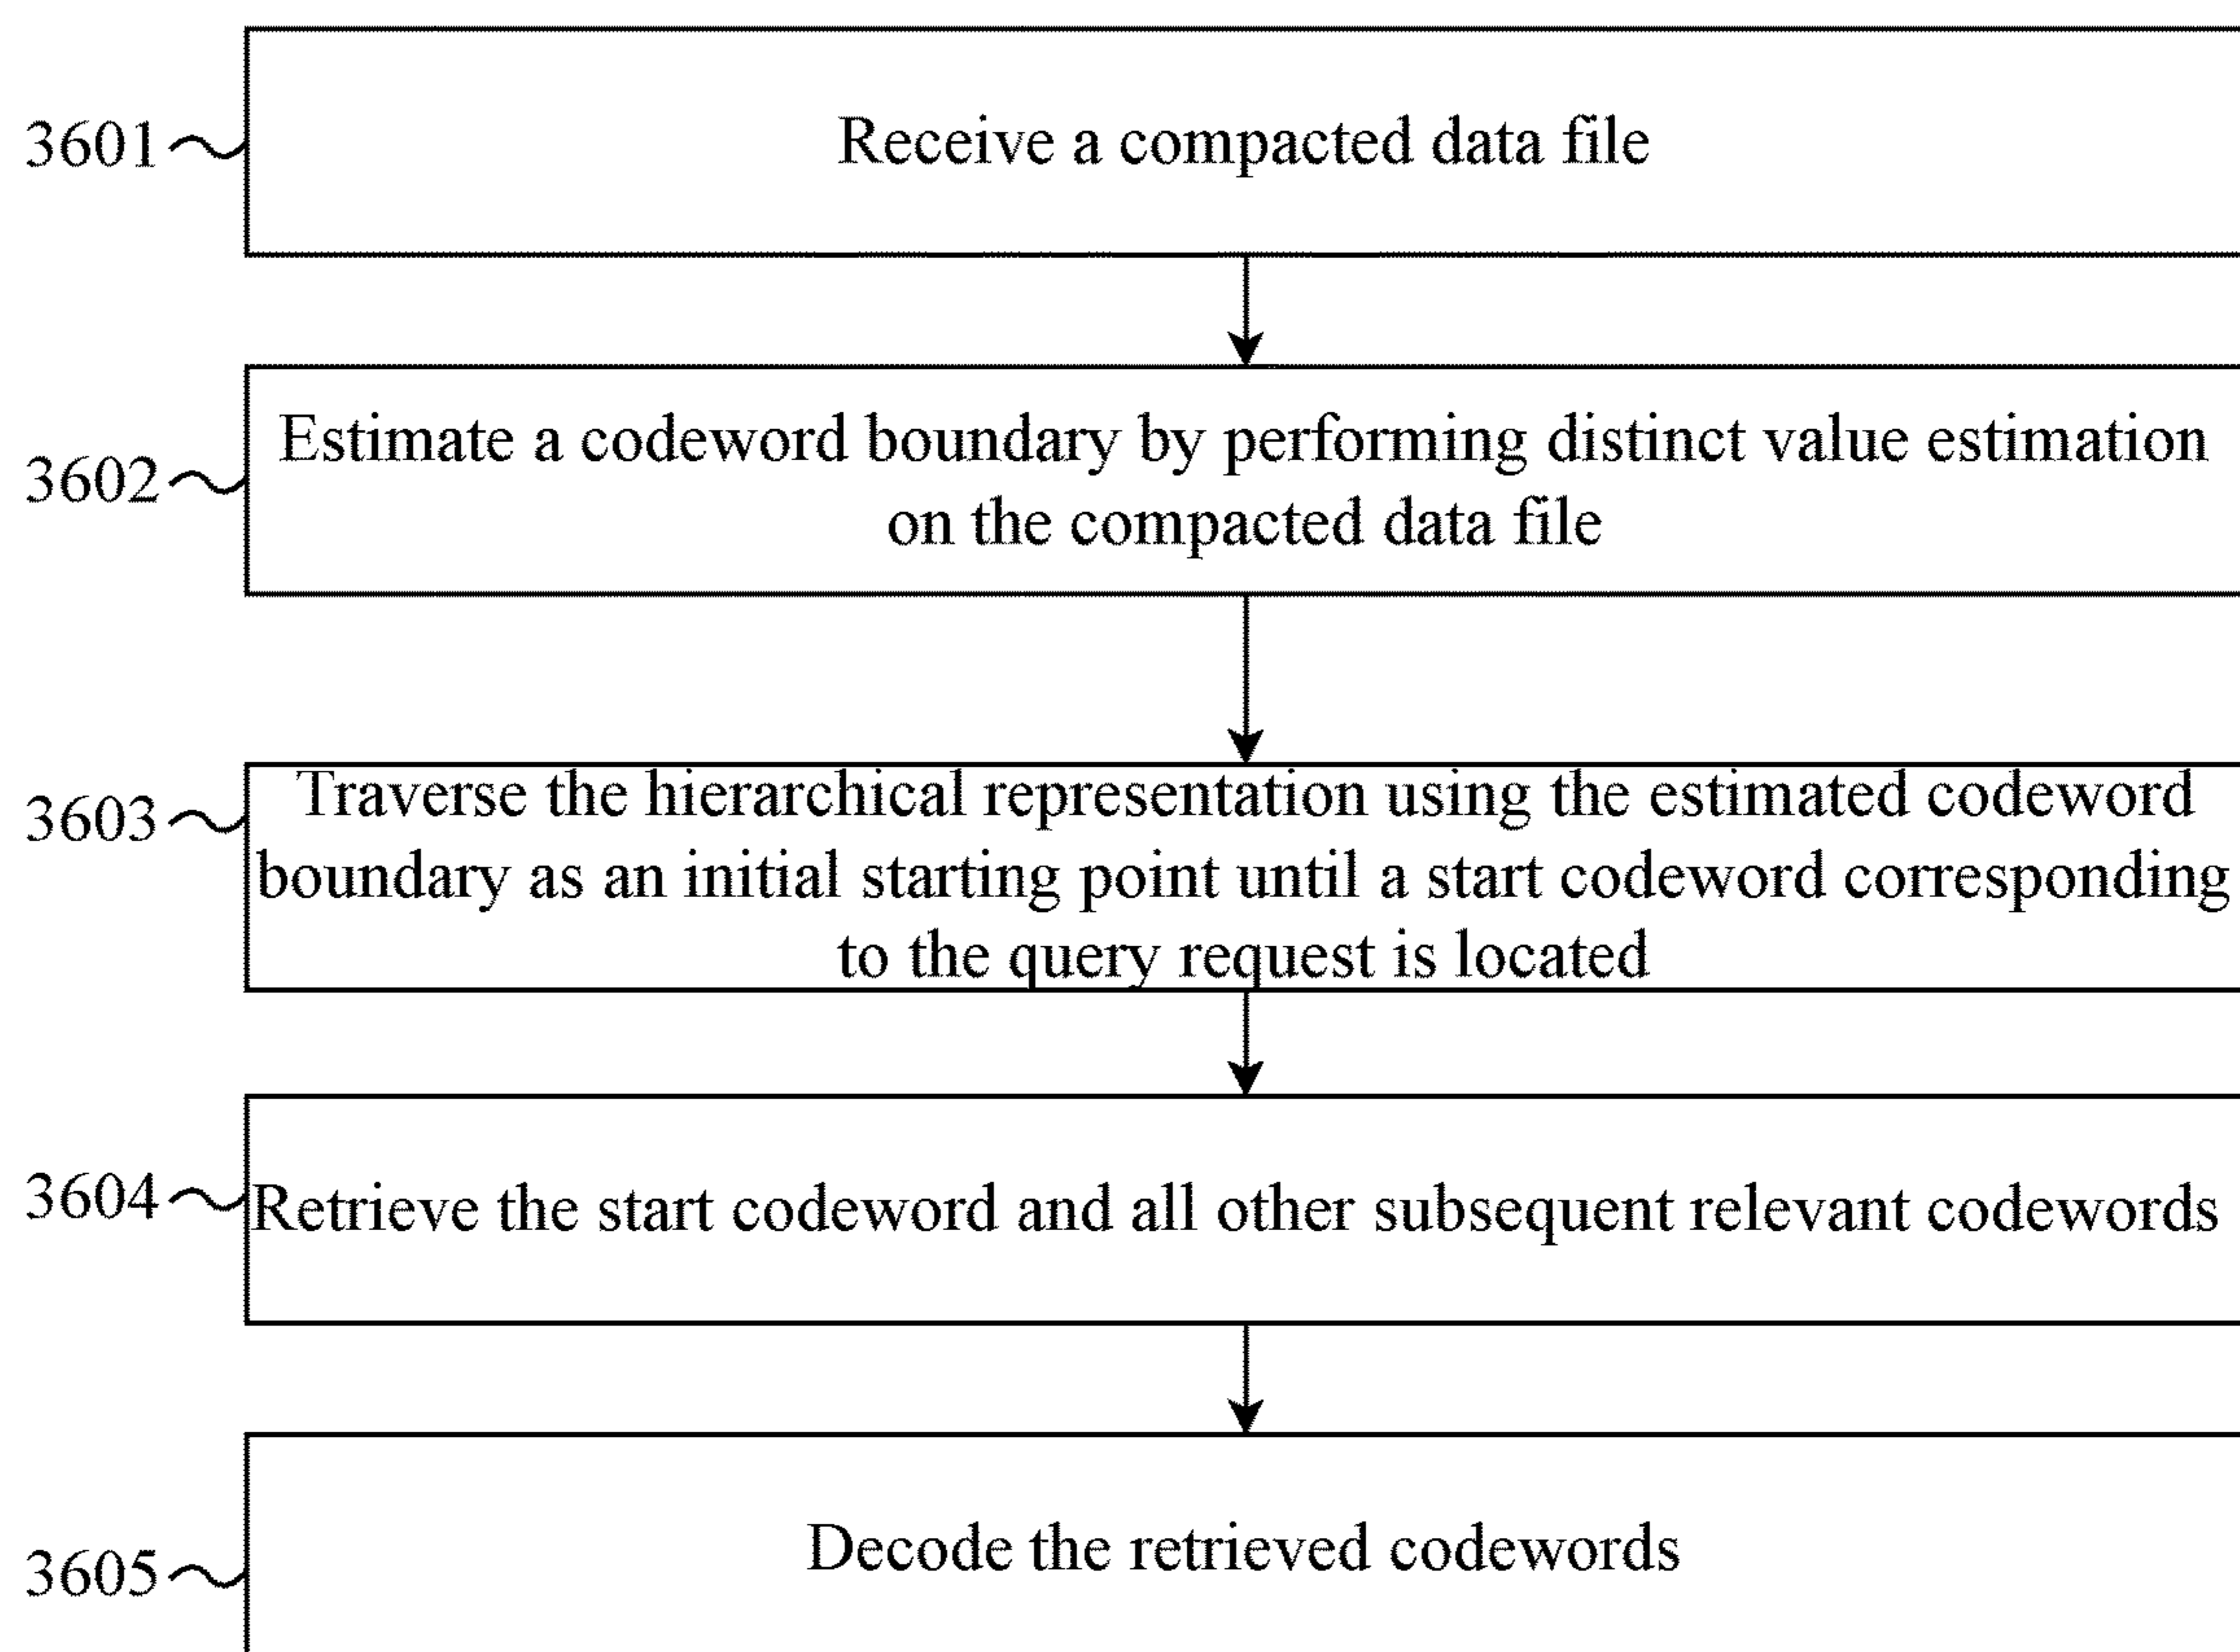 3601
Receive a compacted data file
3602
Estimate a codeword boundary by performing distinct value estimation
on the compacted data file
3603
Traverse the hierarchical representation using the estimated codeword
boundary as an initial starting point until a start codeword corresponding
to the query request is located
3604
Retrieve the start codeword and all other subsequent relevant codewords
3605
Decode the retrieved codewords